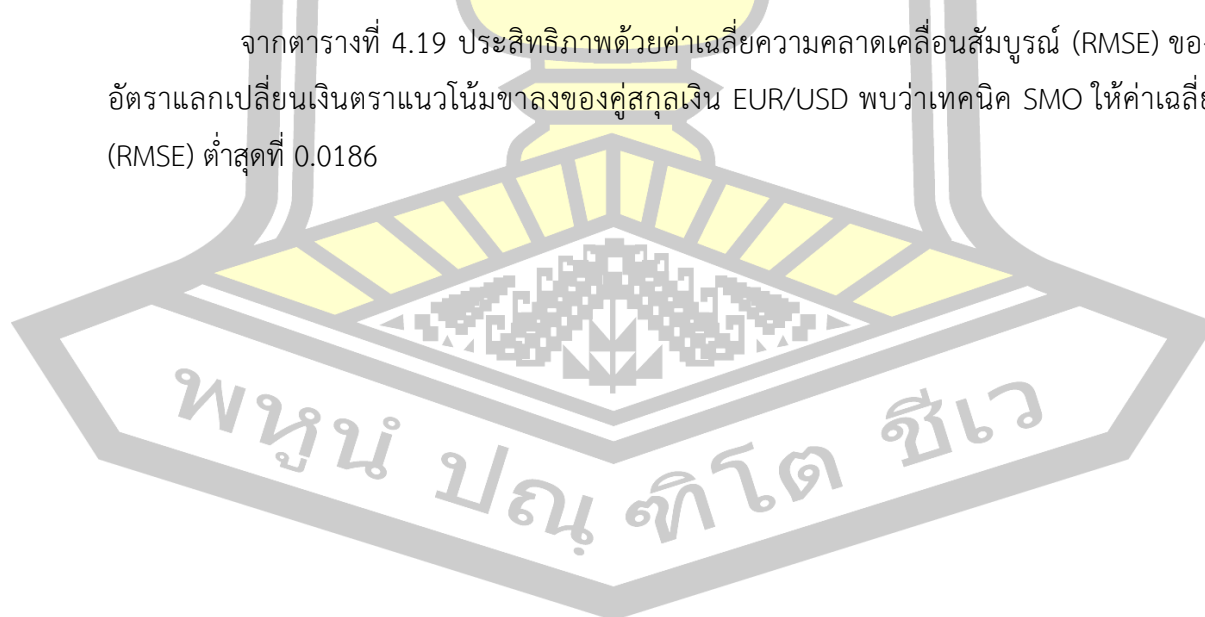 จากตารางที่ 4.19 ประสิทธิภาพด้วยค่าเฉลี่ยความคลาดเคลื่อนสัมบูรณ์ (RMSE) ของ
อัตราแลกเปลี่ยนเงินตราแนวโน้มขาลงของคู่สกุลเงิน EUR/USD พบว่าเทคนิค SMO ให้ค่าเฉลี่ย
(RMSE) ต่ำสุดที่ 0.0186
พหูนํ ปณฺฑิโต ชีเว